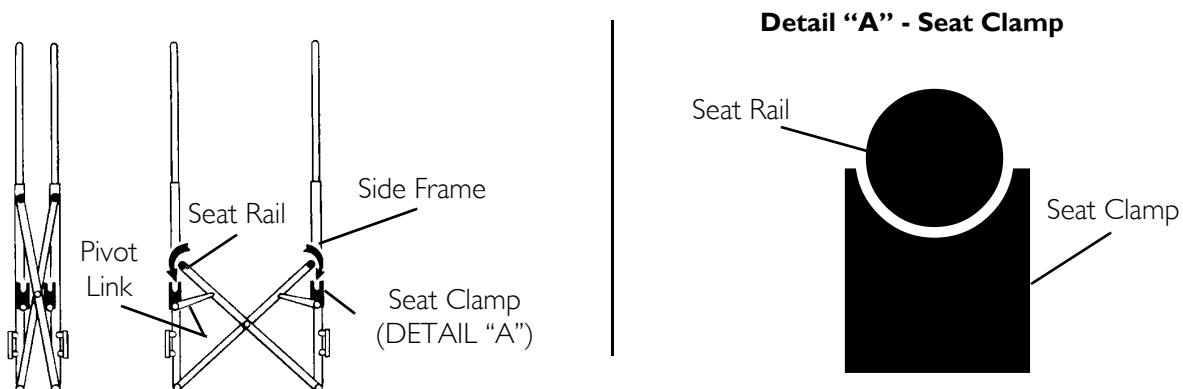 Detail “A” - Seat Clamp
Side Frame
Seat Rail
Pivot
Link
Seat Clamp
(DETAIL “A”)
Seat Rail
Seat Clamp